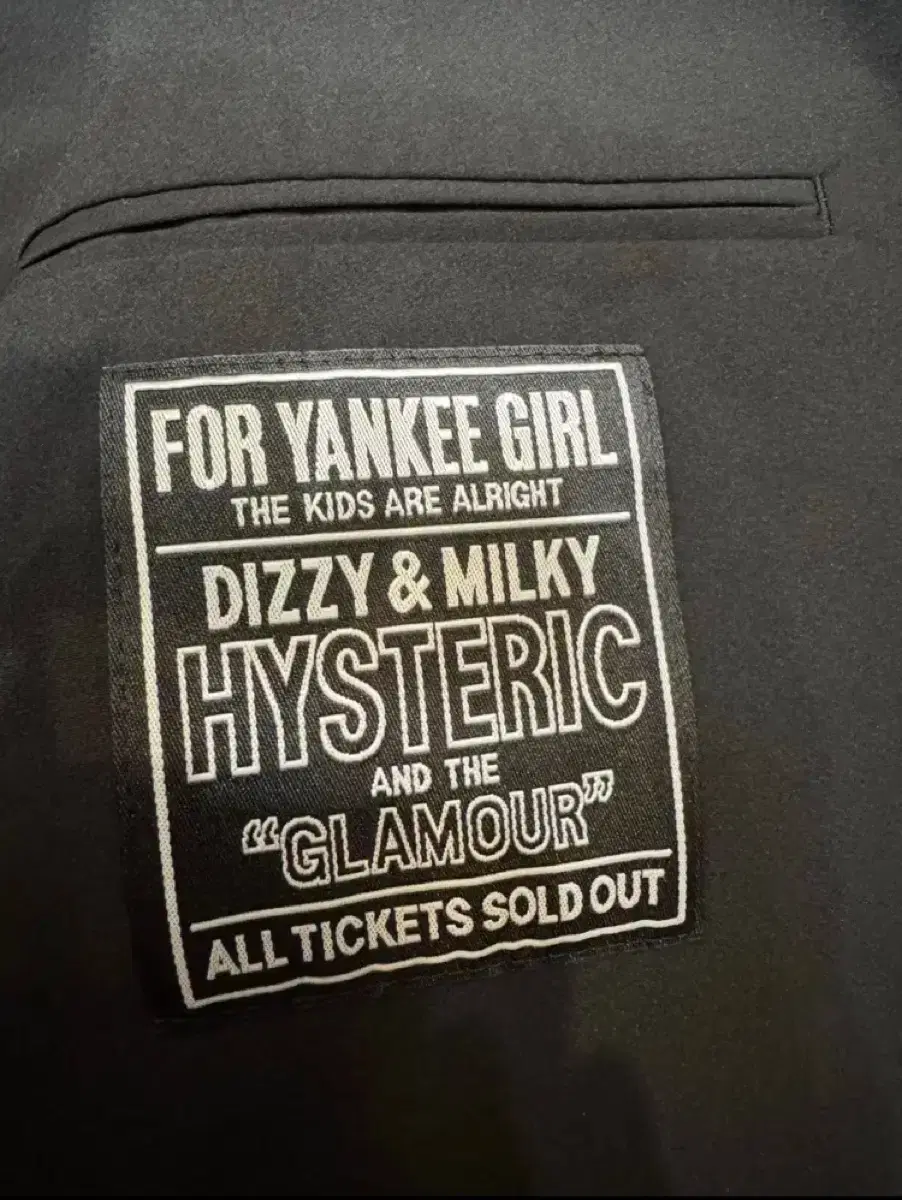 FOR YANKEE GIRL
THE KIDS ARE ALRIGHT
DIZZY & MILKY
HYSTERIC
AND THE
“GLAMOUR”
ALL TICKETS SOLD OUT